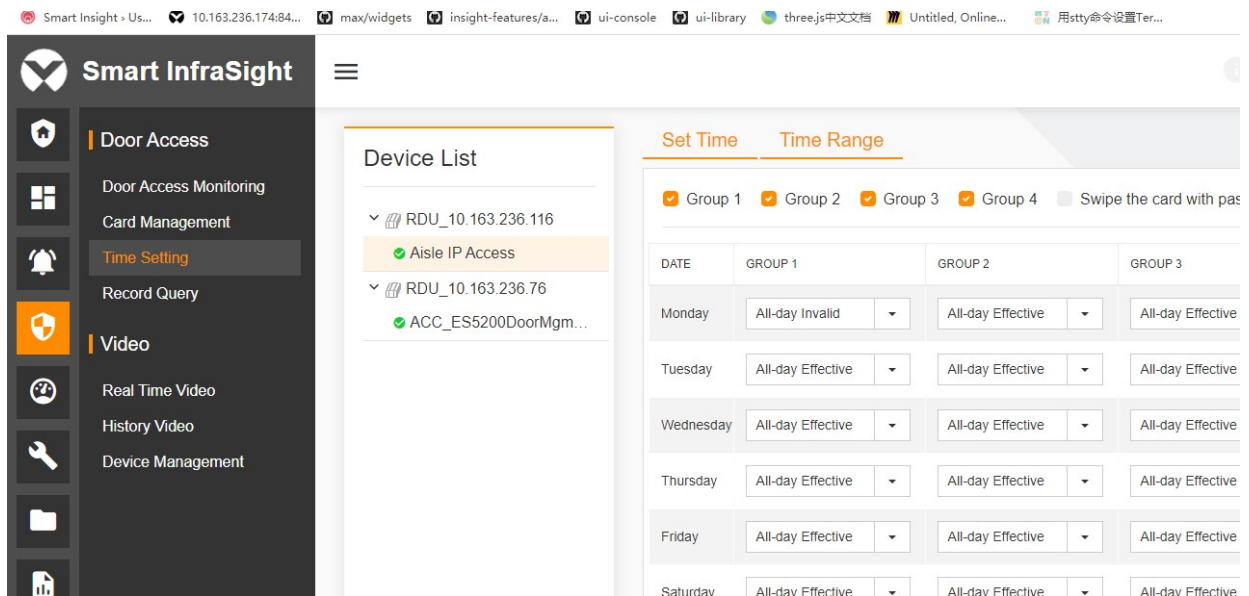 Smart Insight › Us... 10.163.236.174:84... max/widgets insight-features/a... ui-console ui-library three.js中文文档 Untitled, Online... 用stty命令设置Ter...
Smart InfraSight
Door Access
Door Access Monitoring
Card Management
Time Setting
Record Query
Video
Real Time Video
History Video
Device Management
Device List
RDU_10.163.236.116
Aisle IP Access
RDU_10.163.236.76
ACC_ES5200DoorMgm...
Set Time Time Range
Group 1 Group 2 Group 3 Group 4 Swipe the card with pas
DATE GROUP 1 GROUP 2 GROUP 3
Monday All-day Invalid All-day Effective All-day Effective
Tuesday All-day Effective All-day Effective All-day Effective
Wednesday All-day Effective All-day Effective All-day Effective
Thursday All-day Effective All-day Effective All-day Effective
Friday All-day Effective All-day Effective All-day Effective
Saturday All-day Effective All-day Effective All-day Effective